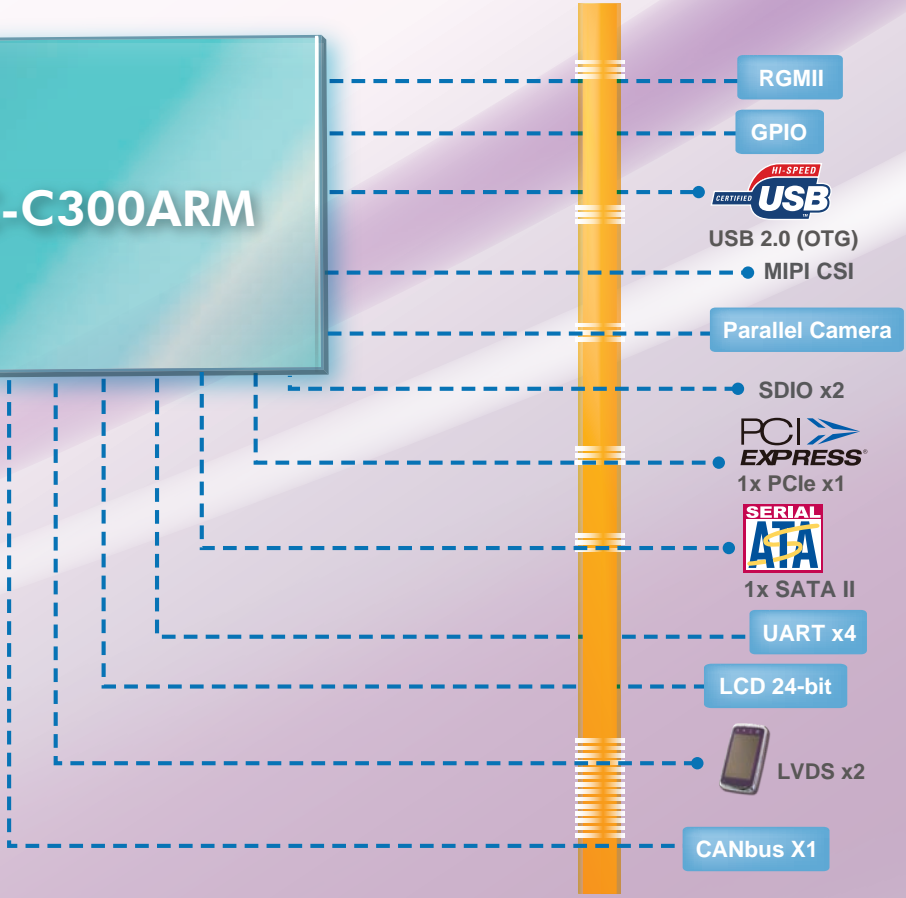 RGMII
GPIO
-C300ARM
HI-SPEED
CERTIFIED USB
TM
USB 2.0 (OTG)
MIPI CSI
Parallel Camera
SDIO x2
PCI
EXPRESS®
1x PCIe x1
SERIAL
ATA
1x SATA II
UART x4
LCD 24-bit
LVDS x2
CANbus X1